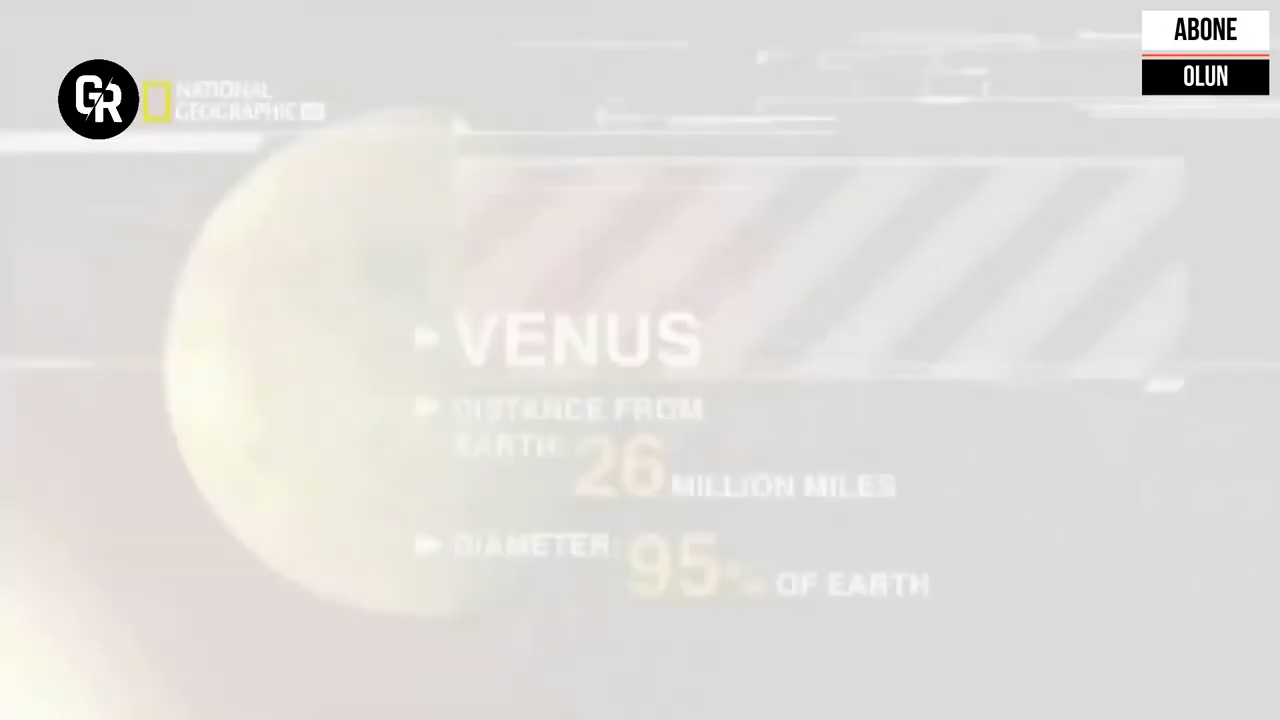 ABONE
OLUN
GR
NATIONAL
GEOGRAPHIC
VENUS
DISTANCE FROM
EARTH: 26 MILLION MILES
DIAMETER: 95% OF EARTH